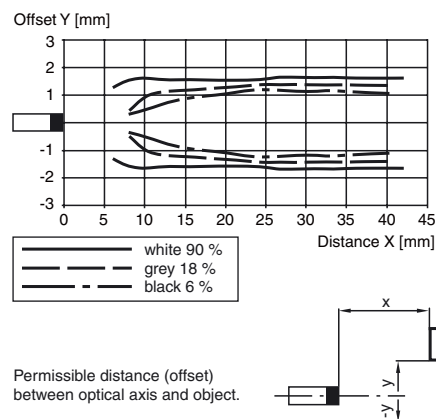 Offset Y [mm]
3
2
1
-1
-2
-3
0 5 10 15 20 25 30 35 40 45
Distance X [mm]
white 90 %
grey 18 %
black 6 %
x
y
-y
Permissible distance (offset)
between optical axis and object.